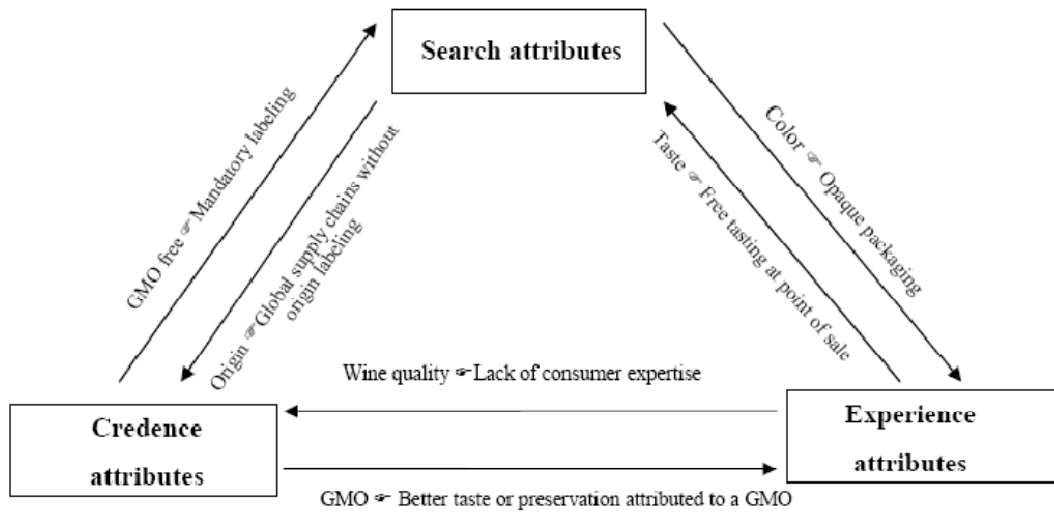 Search attributes
GMO free ☞ Mandatory labeling
Origin ☞Global supply chains without
origin labeling
Taste ☞ Free tasting at point of sale
Color ☞ Opaque packaging
Wine quality ☞Lack of consumer expertise
Credence
attributes
Experience
attributes
GMO ☞ Better taste or preservation attributed to a GMO